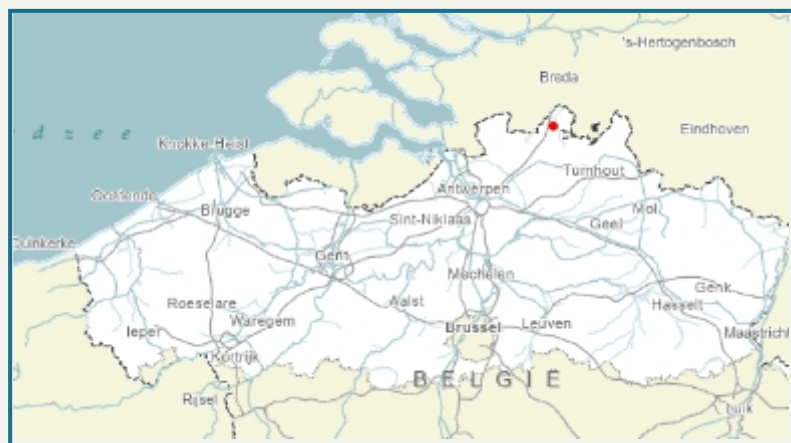 's-Hertogenbosch
Breda
d z e e
Eindhoven
Knokke-Heist
Turnhout
Oostende
Antwerpen
Brugge
Mol
Sint-Niklaas
Geel
Duinkerke
Gent
Mechelen
Genk
Roeselare
Aalst
Hasselt
Ieper
Waregem
Brussel
Leuven
Maastricht
Kortrijk
BELGIË
Rijsel
Luik